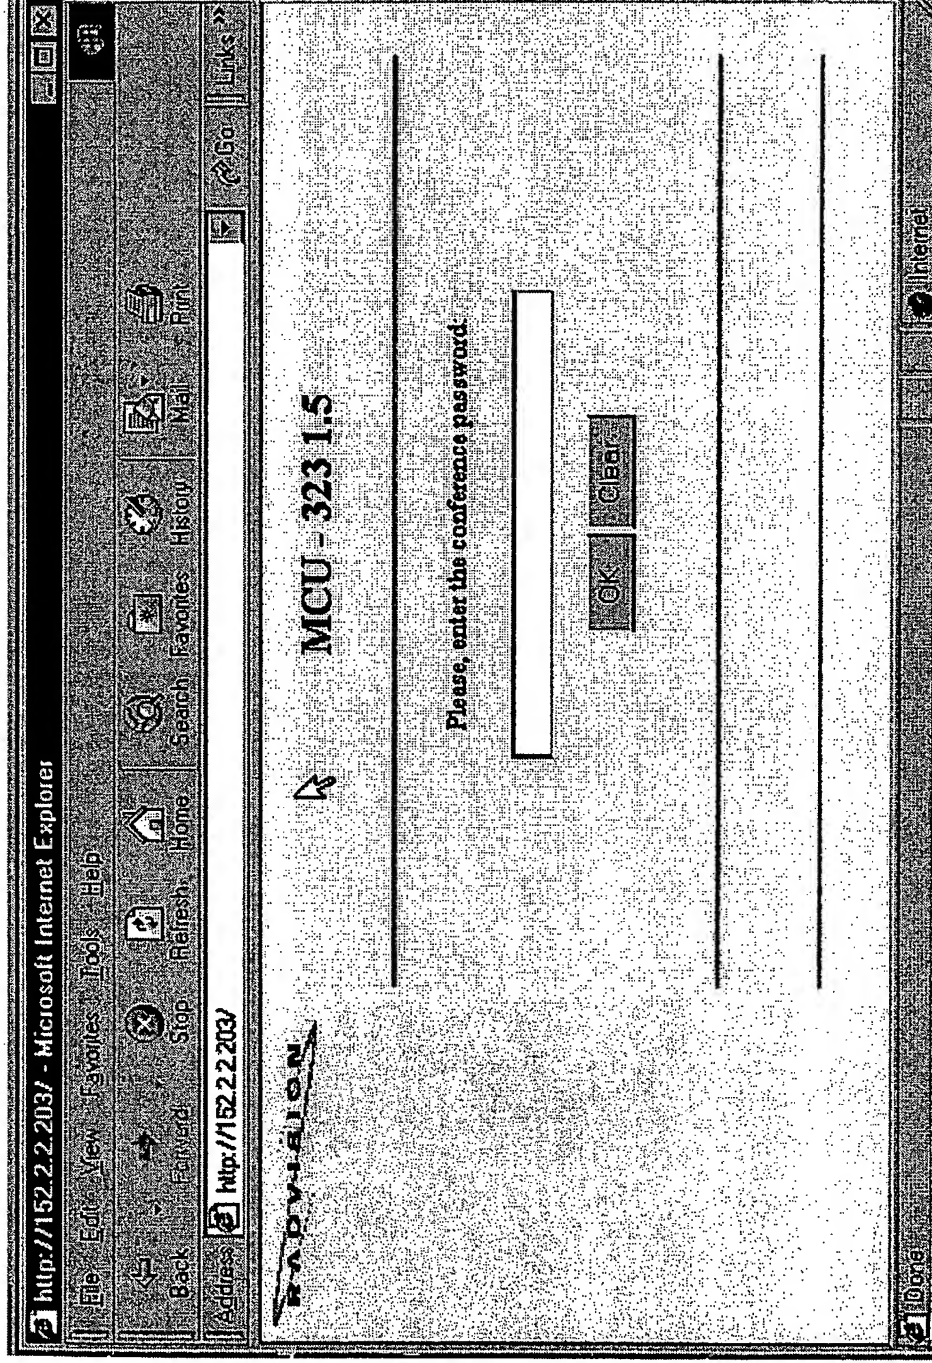 http://152.2.2.203/ - Microsoft Internet Explorer
File Edit View Favorites Tools Help
Back Forward Stop Refresh Home Search Favorites History Mail Print
Address http://152.2.2.203/ Go Links »
RADVISION
MCU - 323 1.5
Please, enter the conference password:
OK Clear
Done Internet